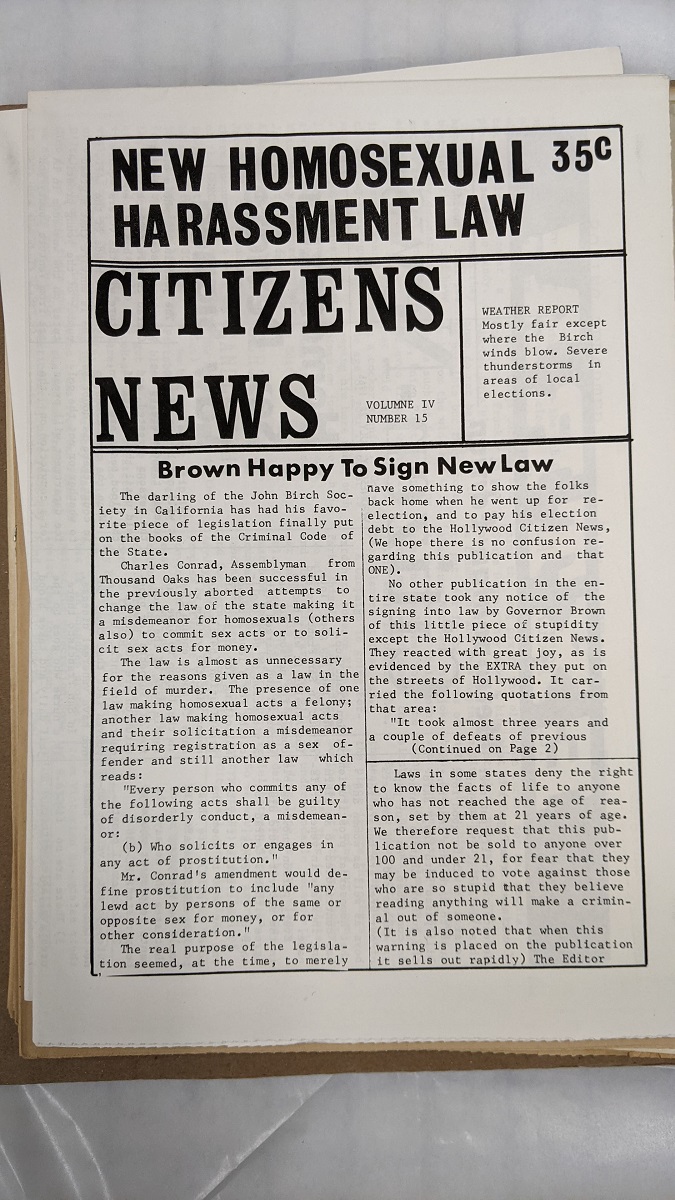 NEW HOMOSEXUAL 35¢
HARASSMENT LAW
CITIZENS
NEWS
VOLUMNE IV
NUMBER 15
WEATHER REPORT
Mostly fair except
where the Birch
winds blow. Severe
thunderstorms in
areas of local
elections.
Brown Happy To Sign New Law
The darling of the John Birch Soc-
iety in California has had his favo-
rite piece of legislation finally put
on the books of the Criminal Code of
the State.
Charles Conrad, Assemblyman from
Thousand Oaks has been successful in
the previously aborted attempts to
change the law of the state making it
a misdemeanor for homosexuals (others
also) to commit sex acts or to soli-
cit sex acts for money.
The law is almost as unnecessary
for the reasons given as a law in the
field of murder. The presence of one
law making homosexual acts a felony;
another law making homosexual acts
and their solicitation a misdemeanor
requiring registration as a sex of-
fender and still another law which
reads:
"Every person who commits any of
the following acts shall be guilty
of disorderly conduct, a misdemean-
or:
(b) Who solicits or engages in
any act of prostitution."
Mr. Conrad's amendment would de-
fine prostitution to include "any
lewd act by persons of the same or
opposite sex for money, or for
other consideration."
The real purpose of the legisla-
tion seemed, at the time, to merely
have something to show the folks
back home when he went up for re-
election, and to pay his election
debt to the Hollywood Citizen News,
(We hope there is no confusion re-
garding this publication and that
ONE).
No other publication in the en-
tire state took any notice of the
signing into law by Governor Brown
of this little piece of stupidity
except the Hollywood Citizen News.
They reacted with great joy, as is
evidenced by the EXTRA they put on
the streets of Hollywood. It car-
ried the following quotations from
that area:
"It took almost three years and
a couple of defeats of previous
(Continued on Page 2)
Laws in some states deny the right
to know the facts of life to anyone
who has not reached the age of rea-
son, set by them at 21 years of age.
We therefore request that this pub-
lication not be sold to anyone over
100 and under 21, for fear that they
may be induced to vote against those
who are so stupid that they believe
reading anything will make a crimin-
al out of someone.
(It is also noted that when this
warning is placed on the publication
it sells out rapidly) The Editor